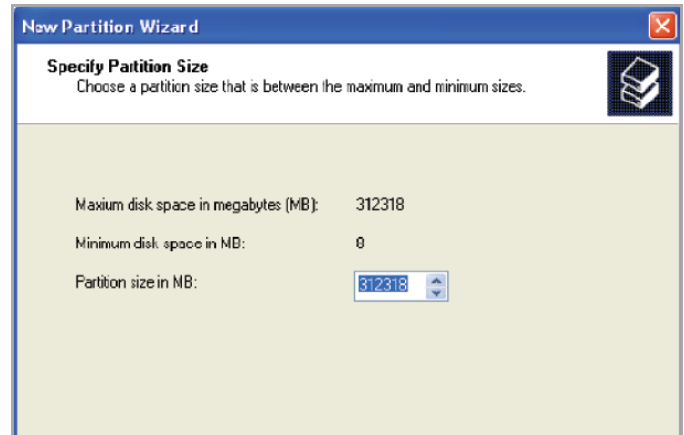 New Partition Wizard
Specify Partition Size
Choose a partition size that is between the maximum and minimum sizes.
Maxium disk space in megabytes (MB): 312318
Minimum disk space in MB: 8
Partition size in MB: 312318